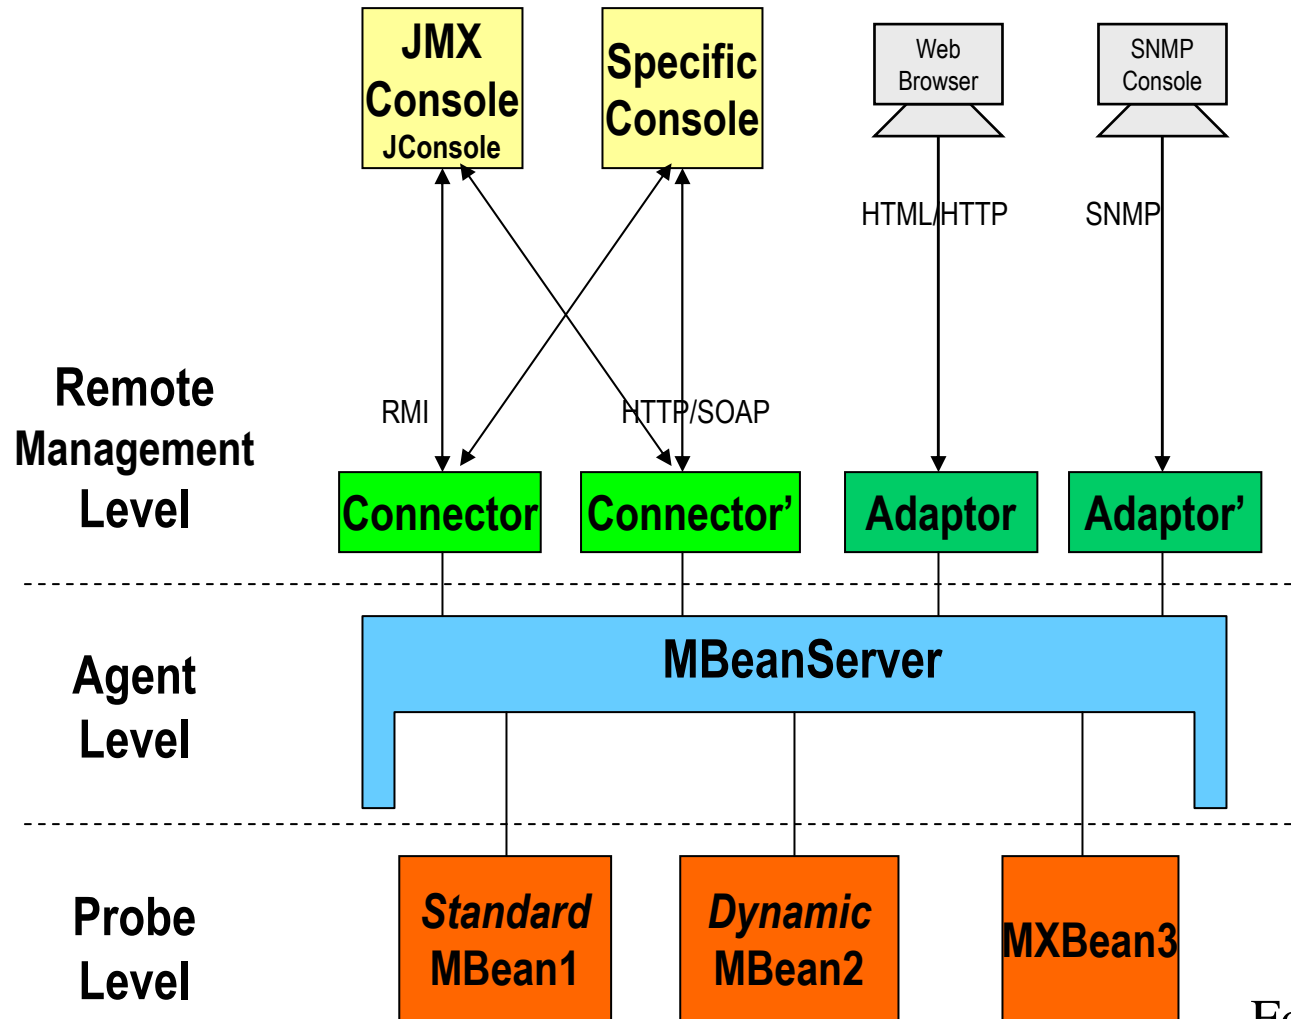 JMX
Console
JConsole
Specific
Console
Web
Browser
SNMP
Console
HTML/HTTP
SNMP
Remote
Management
Level
RMI
HTTP/SOAP
Connector
Connector’
Adaptor
Adaptor’
Agent
Level
MBeanServer
Probe
Level
Standard
MBean1
Dynamic
MBean2
MXBean3